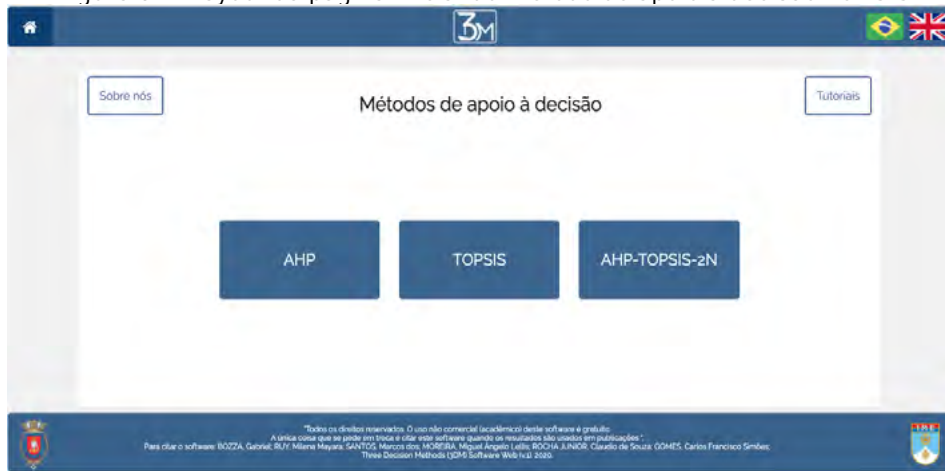 3M
Sobre nós
Métodos de apoio à decisão
Tutoriais
AHP
TOPSIS
AHP-TOPSIS-2N
"Todos os direitos reservados. O uso não comercial (acadêmico) deste software é gratuito.
A única coisa que se pede em troca é citar este software quando os resultados são usados em publicações".
Para citar o software: BOZZA, Gabriel; RUY, Milena Mayara; SANTOS, Marcos dos; MOREIRA, Miguel Ângelo Lellis; ROCHA JUNIOR, Claudio de Souza; GOMES, Carlos Francisco Simões;
Three Decision Methods (3DM) Software Web (v.1). 2020.
IME